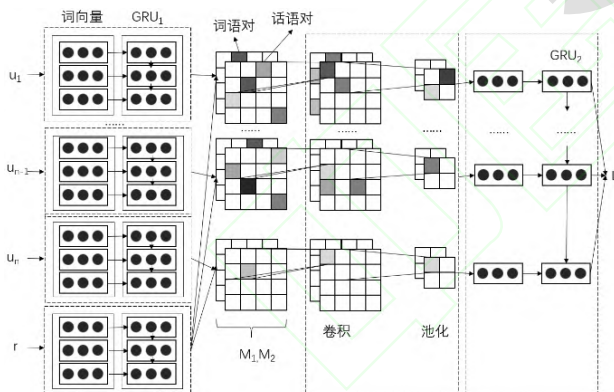 词向量
GRU₁
词语对
话语对
GRU₂
u₁
......
......
......
......
......
......
uₙ₋₁
uₙ
r
M₁,M₂
卷积
池化
L